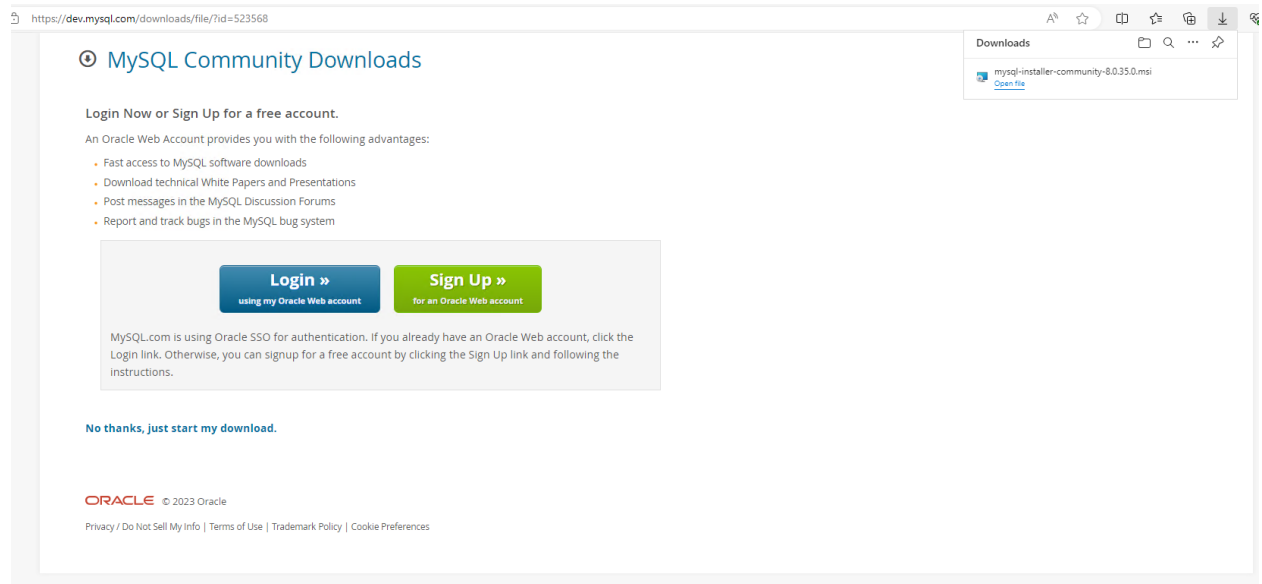 https://dev.mysql.com/downloads/file/?id=523568
Downloads
mysql-installer-community-8.0.35.0.msi
Open file
MySQL Community Downloads
Login Now or Sign Up for a free account.
An Oracle Web Account provides you with the following advantages:
Fast access to MySQL software downloads
Download technical White Papers and Presentations
Post messages in the MySQL Discussion Forums
Report and track bugs in the MySQL bug system
Login »
using my Oracle Web account
Sign Up »
for an Oracle Web account
MySQL.com is using Oracle SSO for authentication. If you already have an Oracle Web account, click the
Login link. Otherwise, you can signup for a free account by clicking the Sign Up link and following the
instructions.
No thanks, just start my download.
ORACLE © 2023 Oracle
Privacy / Do Not Sell My Info | Terms of Use | Trademark Policy | Cookie Preferences